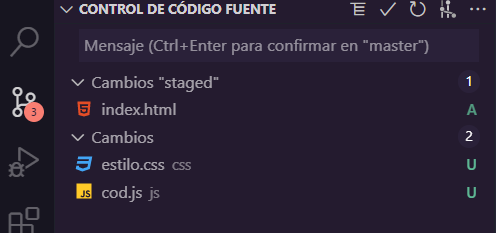 CONTROL DE CÓDIGO FUENTE
Mensaje (Ctrl+Enter para confirmar en "master")
Cambios "staged" 1
index.html A
3
Cambios 2
estilo.css css U
JS cod.js js U